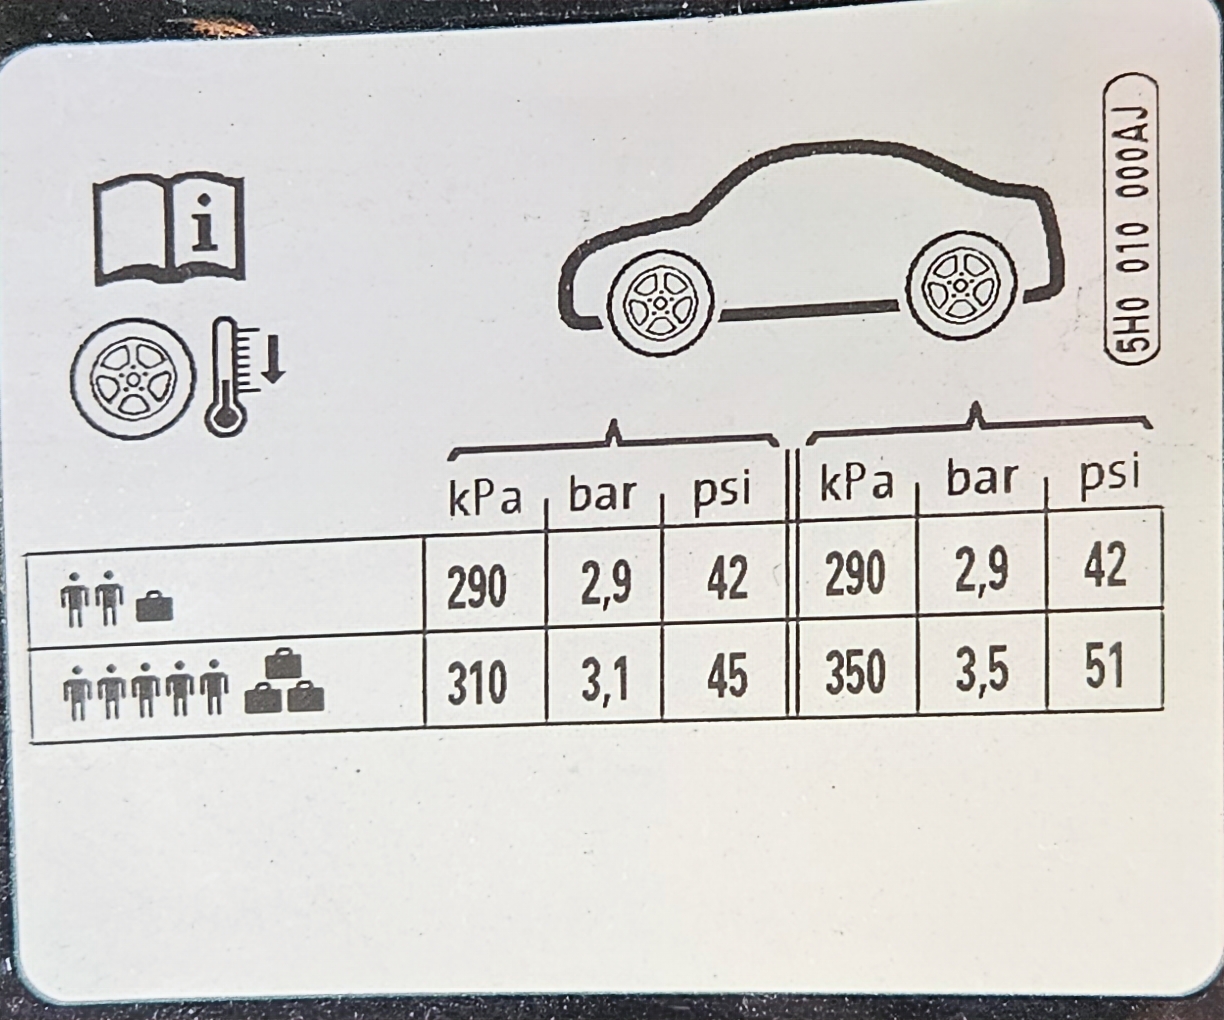 i
5H0 010 000AJ
kPa bar psi kPa bar psi
290 2,9 42 290 2,9 42
310 3,1 45 350 3,5 51